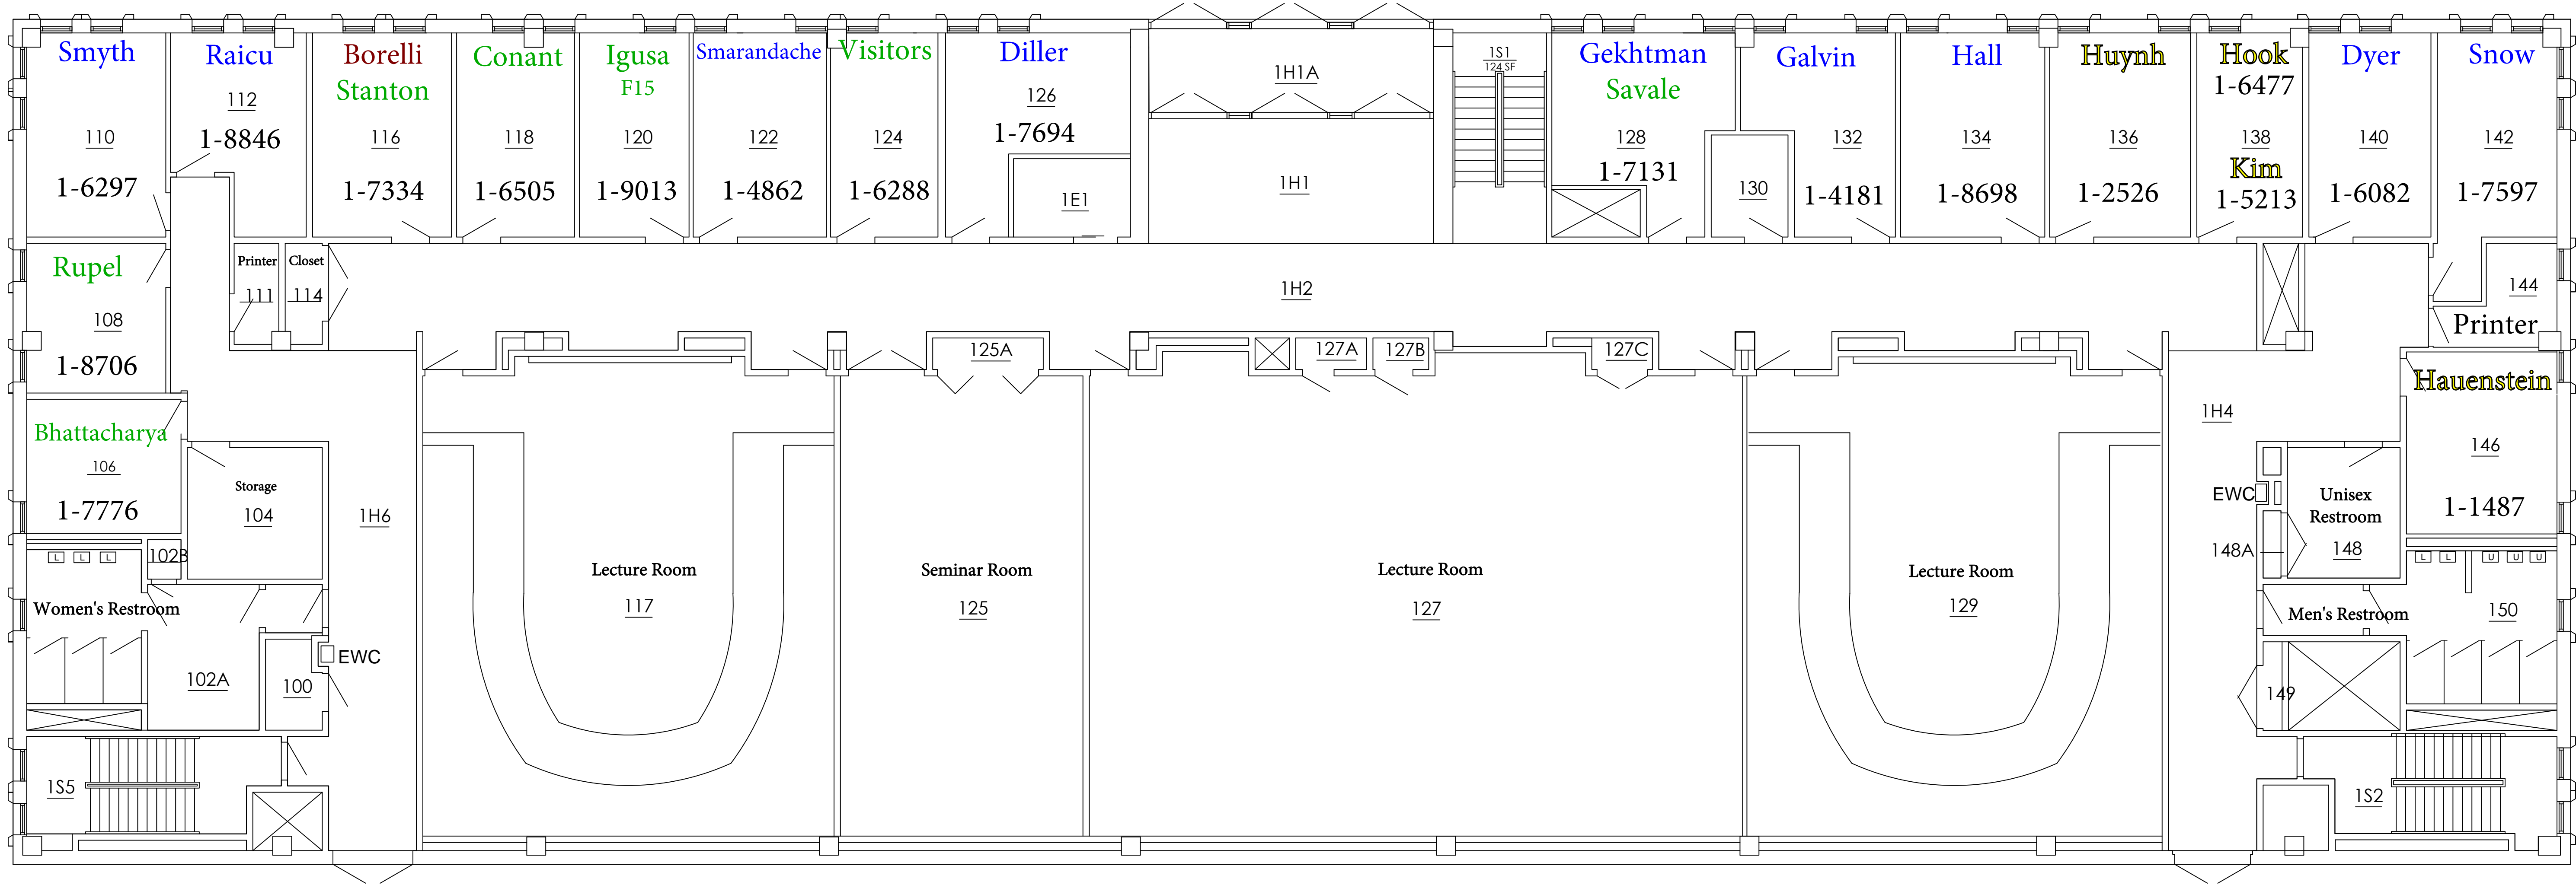 Smyth
110
1-6297
Raicu
112
1-8846
Borelli
Stanton
116
1-7334
Conant
118
1-6505
Igusa
F15
120
1-9013
Smarandache
122
1-4862
Visitors
124
1-6288
Diller
126
1-7694
1E1
1H1A
1H1
1S1
124 SF
Gekhtman
Savale
128
1-7131
130
Galvin
132
1-4181
Hall
134
1-8698
Huynh
136
1-2526
Hook
1-6477
138
Kim
1-5213
Dyer
140
1-6082
Snow
142
1-7597
Rupel
108
1-8706
Printer
111
Closet
114
1H2
144
Printer
125A
127A
127B
127C
Bhattacharya
106
1-7776
Storage
104
1H6
1H4
Hauenstein
146
1-1487
EWC
Unisex
Restroom
148
148A
L L L
102B
Women's Restroom
102A
100
EWC
Lecture Room
117
Seminar Room
125
Lecture Room
127
Lecture Room
129
L L U U U
Men's Restroom
150
149
1S5
1S2